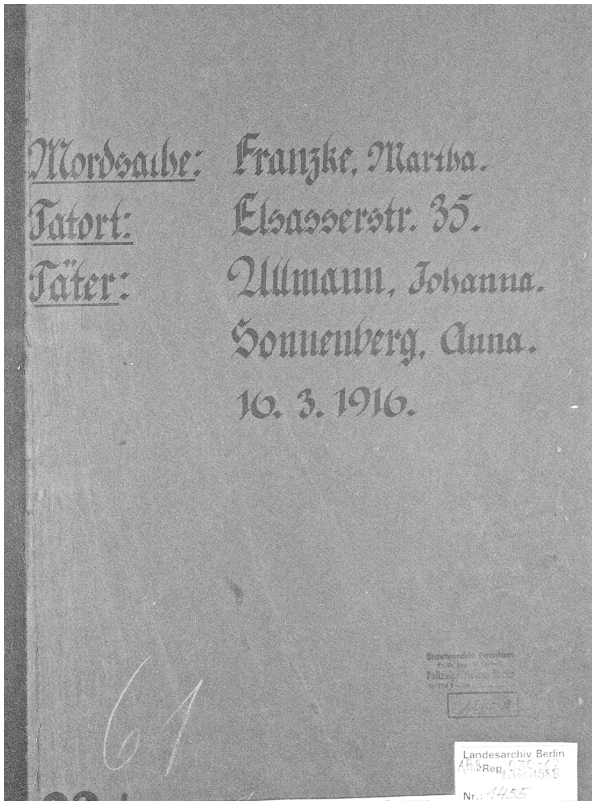 Mordsache: Franzke, Martha.
Tatort: Elsasserstr. 35.
Täter: Ullmann, Johanna.
Sonnenberg, Anna.
16. 3. 1916.
61
Landesarchiv Berlin
Rep.
Nr. 1455